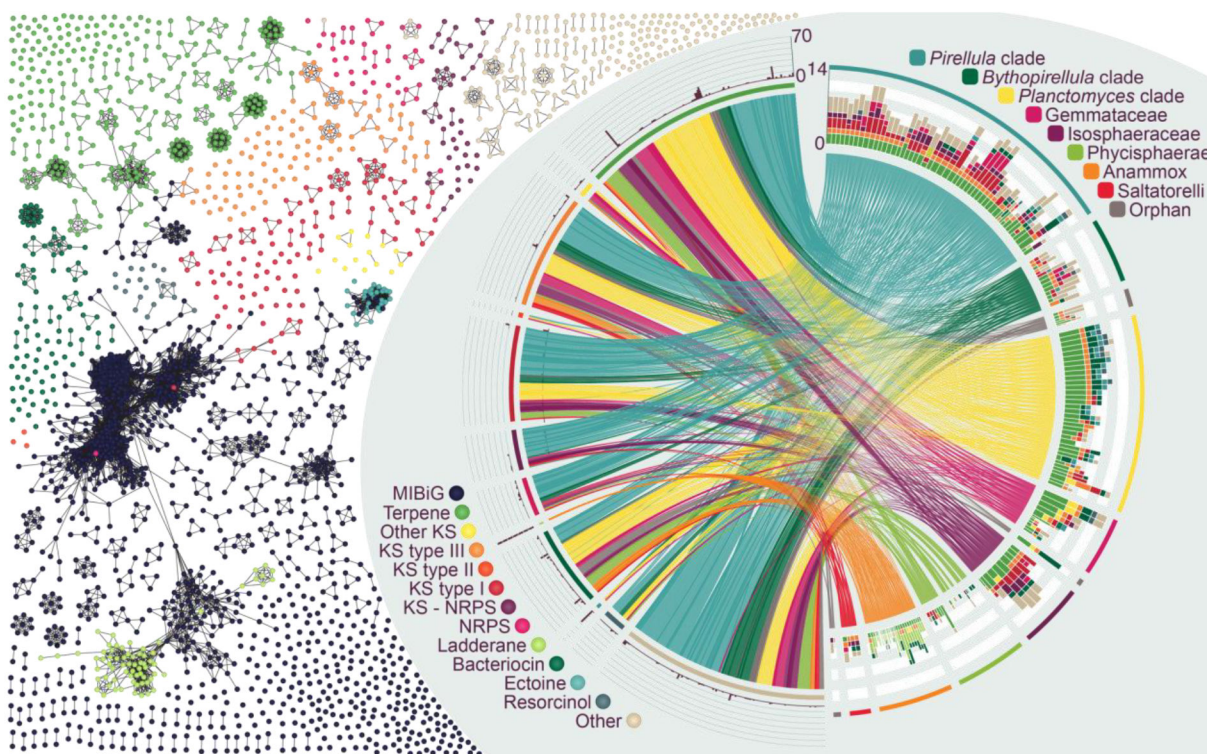 70
0
14
0
Pirellula clade
Bythopirellula clade
Planctomyces clade
Gemmataceae
Isosphaeraceae
Phycisphaerae
Anammox
Saltatorelli
Orphan
MIBiG
Terpene
Other KS
KS type III
KS type II
KS type I
KS - NRPS
NRPS
Ladderane
Bacteriocin
Ectoine
Resorcinol
Other